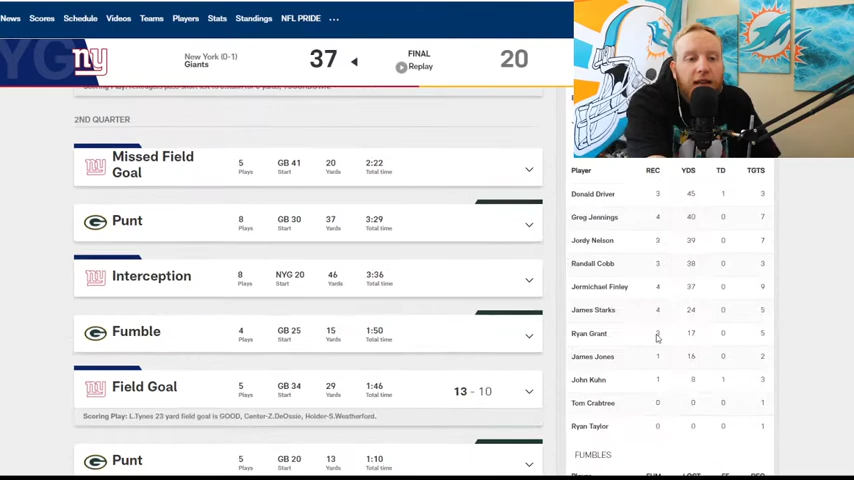 News Scores Schedule Videos Teams Players Stats Standings NFL PRIDE ...
NYG
ny
New York (0-1)
Giants
37
FINAL
Replay
20
2ND QUARTER
Missed Field Goal 5 Plays GB 41 Start 20 Yards 2:22 Total time
Punt 8 Plays GB 30 Start 37 Yards 3:29 Total time
Interception 8 Plays NYG 20 Start 46 Yards 3:36 Total time
Fumble 4 Plays GB 25 Start 15 Yards 1:50 Total time
Field Goal 5 Plays GB 34 Start 29 Yards 1:46 Total time 13 - 10
Scoring Play: L.Tynes 23 yard field goal is GOOD, Center-Z.DeOssie, Holder-S.Weatherford.
Punt 5 Plays GB 20 Start 13 Yards 1:10 Total time
Player REC YDS TD TGTS
Donald Driver 3 45 1 3
Greg Jennings 4 40 0 7
Jordy Nelson 3 39 0 7
Randall Cobb 3 38 0 3
Jermichael Finley 4 37 0 9
James Starks 4 24 0 5
Ryan Grant 3 17 0 5
James Jones 1 16 0 2
John Kuhn 1 8 1 3
Tom Crabtree 0 0 0 1
Ryan Taylor 0 0 0 1
FUMBLES